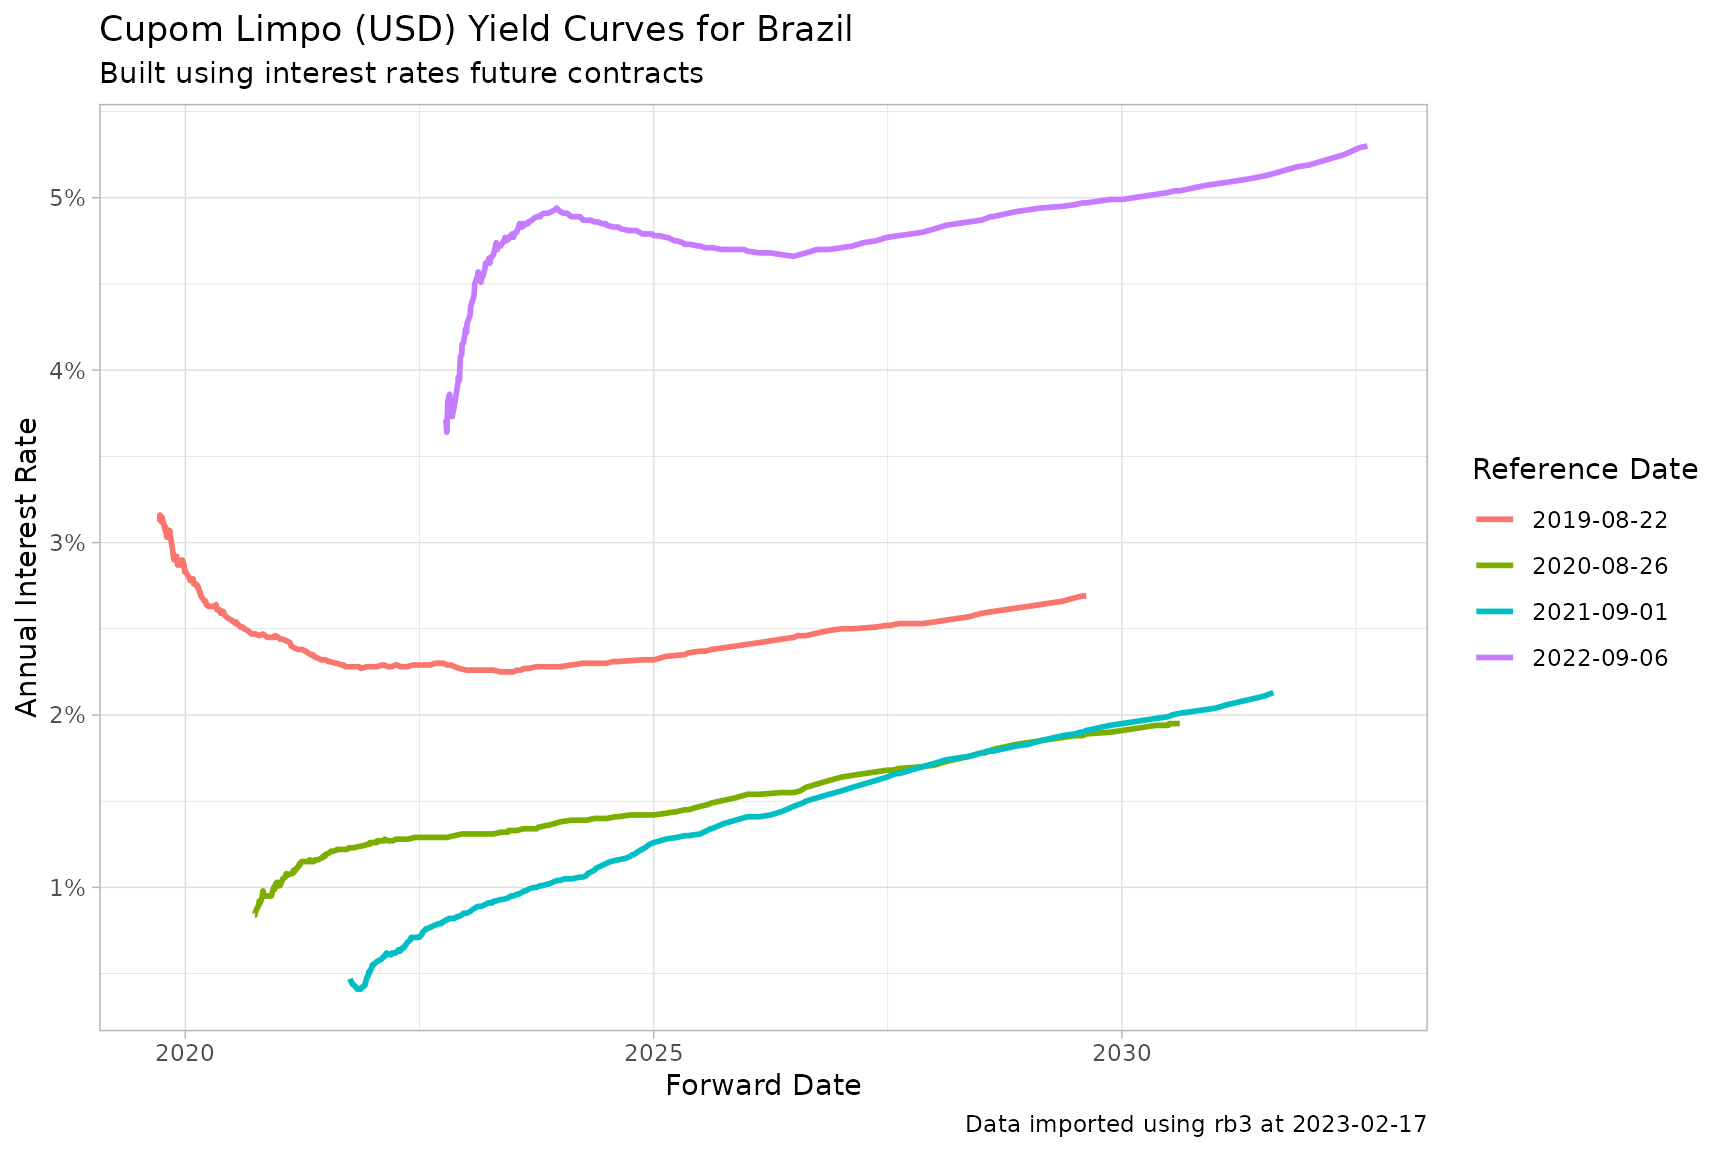 Cupom Limpo (USD) Yield Curves for Brazil
Built using interest rates future contracts
Annual Interest Rate
5%
4%
3%
2%
1%
2020
2025
2030
Forward Date
Reference Date
2019-08-22
2020-08-26
2021-09-01
2022-09-06
Data imported using rb3 at 2023-02-17